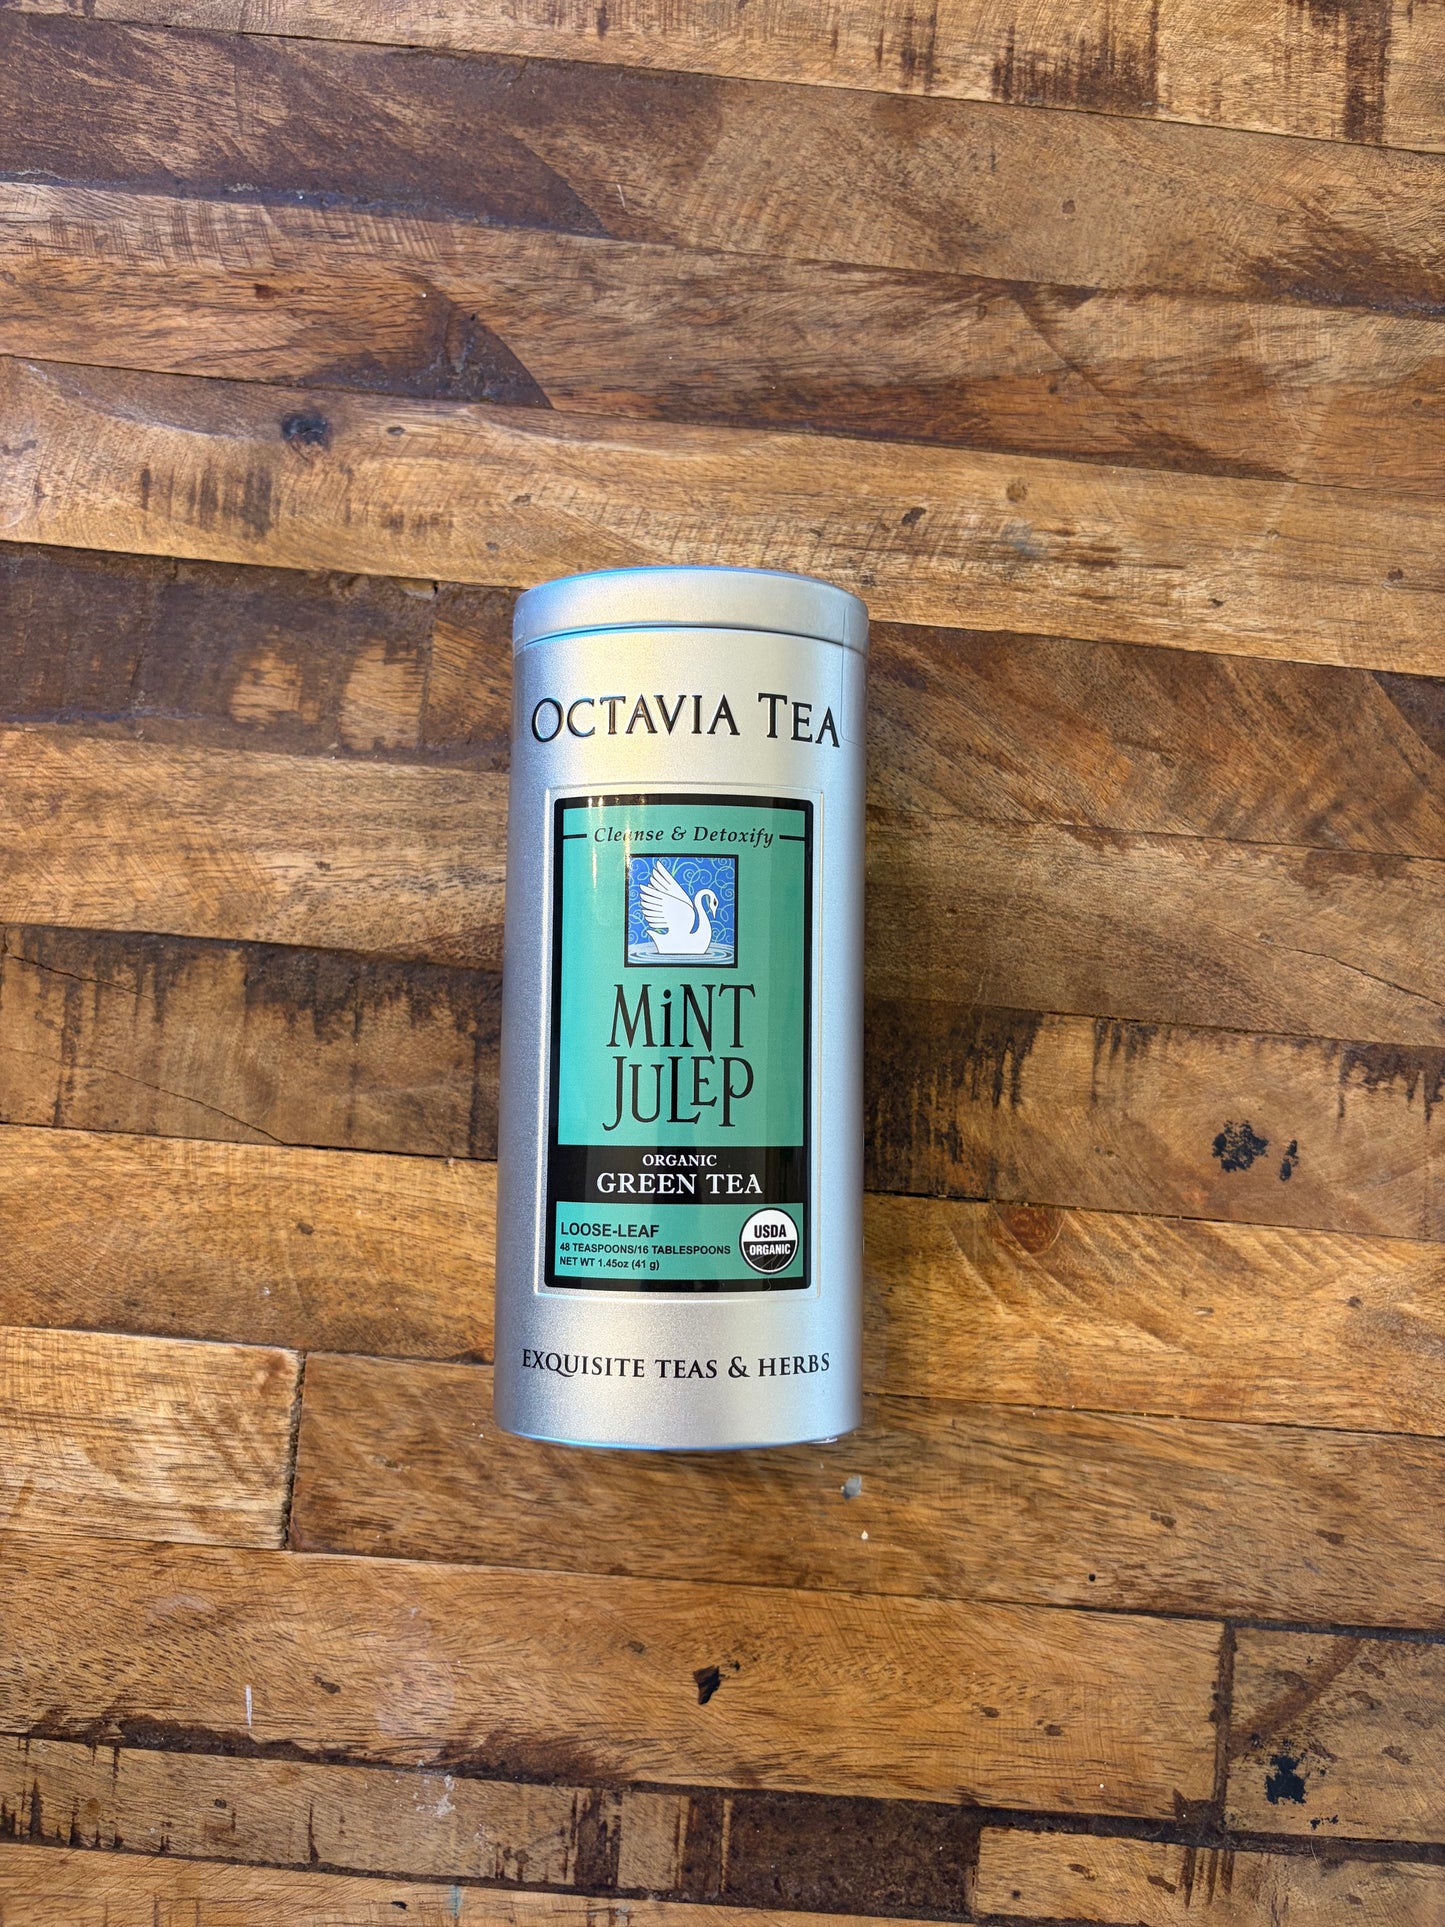 OCTAVIA TEA
Cleanse & Detoxify
MiNT
JULEP
ORGANIC
GREEN TEA
LOOSE-LEAF
48 TEASPOONS/16 TABLESPOONS
NET WT 1.45oz (41 g)
USDA
ORGANIC
EXQUISITE TEAS & HERBS